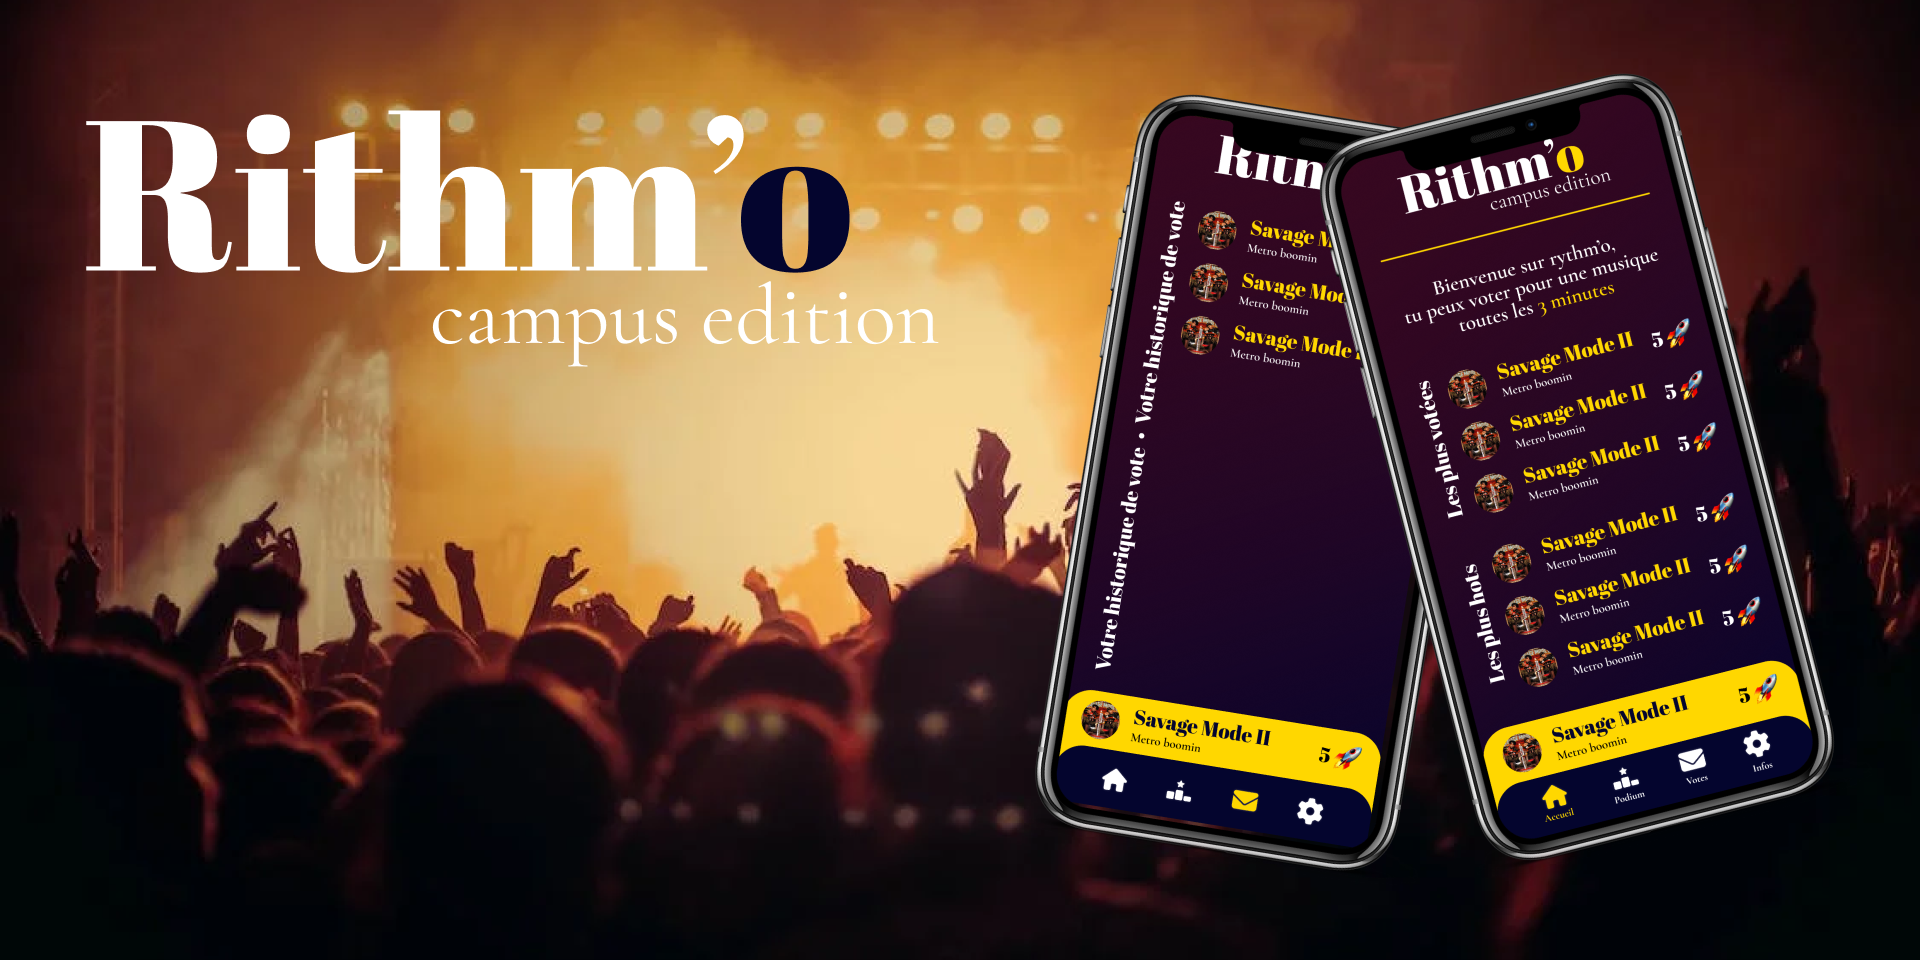 Rithm’o
campus edition
Rithm
Votre historique de vote • Votre historique de vote
Savage M
Metro boomin
Savage Mod
Metro boomin
Savage Mode
Metro boomin
Savage Mode II
Metro boomin
5 🚀
Rithm’o
campus edition
Bienvenue sur rythm’o,
tu peux voter pour une musique
toutes les 3 minutes
Les plus votées
Savage Mode II
Metro boomin
5 🚀
Savage Mode II
Metro boomin
5 🚀
Savage Mode II
Metro boomin
5 🚀
Les plus hots
Savage Mode II
Metro boomin
5 🚀
Savage Mode II
Metro boomin
5 🚀
Savage Mode II
Metro boomin
5 🚀
Savage Mode II
Metro boomin
5 🚀
Accueil
Podium
Votes
Infos